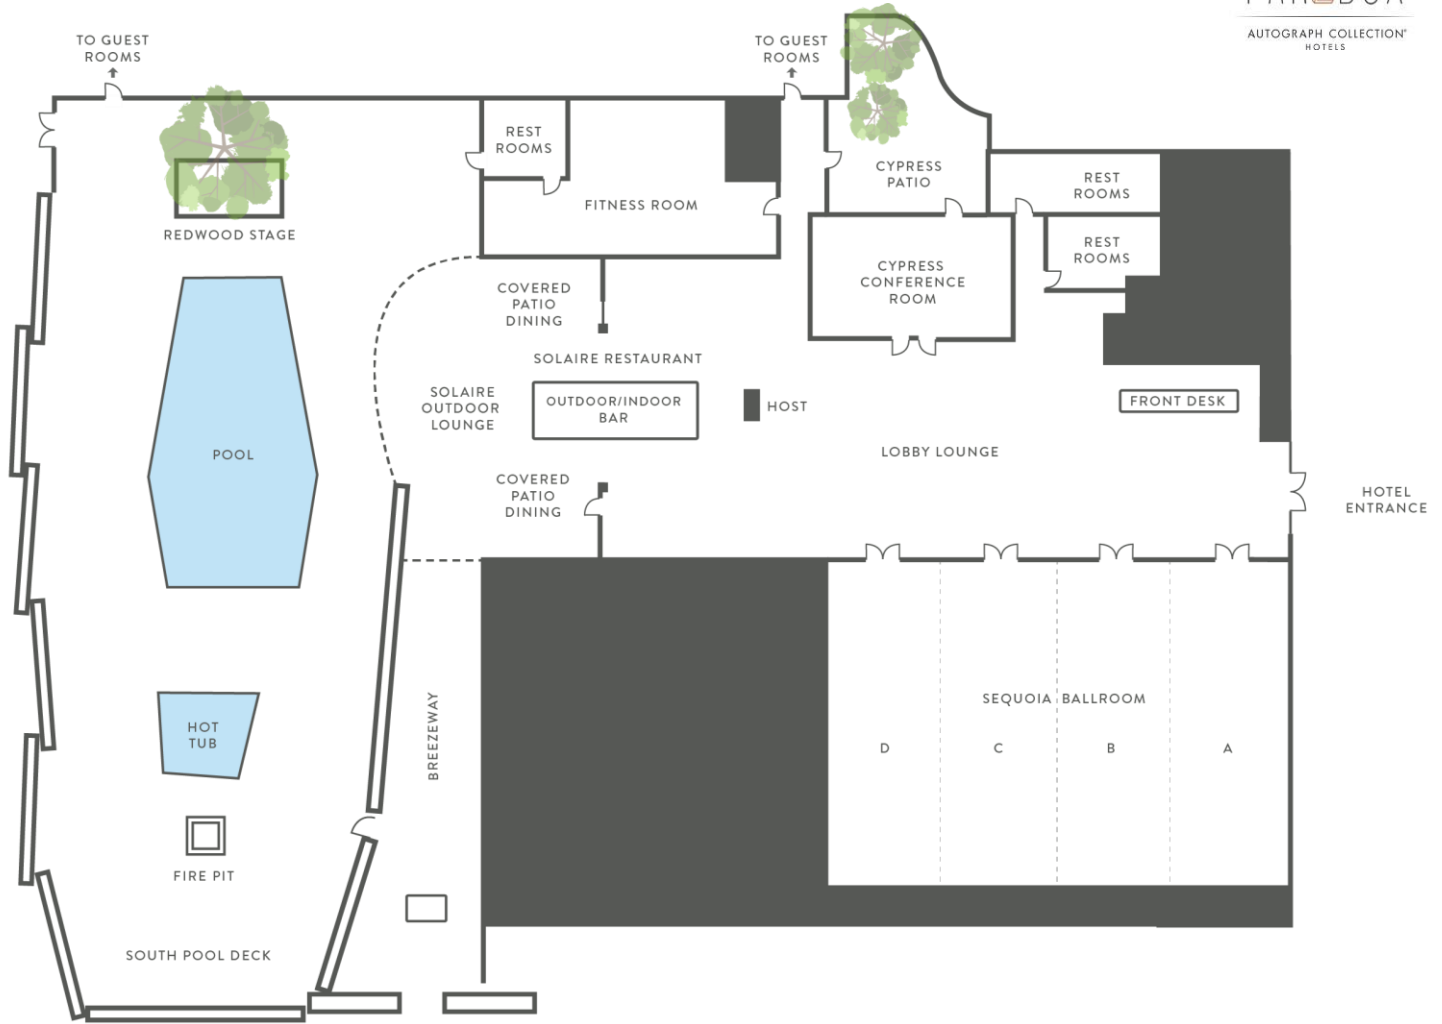 AUTOGRAPH COLLECTION®
HOTELS
TO GUEST
ROOMS
TO GUEST
ROOMS
REST
ROOMS
CYPRESS
PATIO
REST
ROOMS
FITNESS ROOM
REDWOOD STAGE
REST
ROOMS
CYPRESS
CONFERENCE
ROOM
COVERED
PATIO
DINING
SOLAIRE RESTAURANT
SOLAIRE
OUTDOOR
LOUNGE
OUTDOOR/INDOOR
BAR
HOST
FRONT DESK
POOL
LOBBY LOUNGE
COVERED
PATIO
DINING
HOTEL
ENTRANCE
SEQUOIA BALLROOM
HOT
TUB
BREEZEWAY
D
C
B
A
FIRE PIT
SOUTH POOL DECK